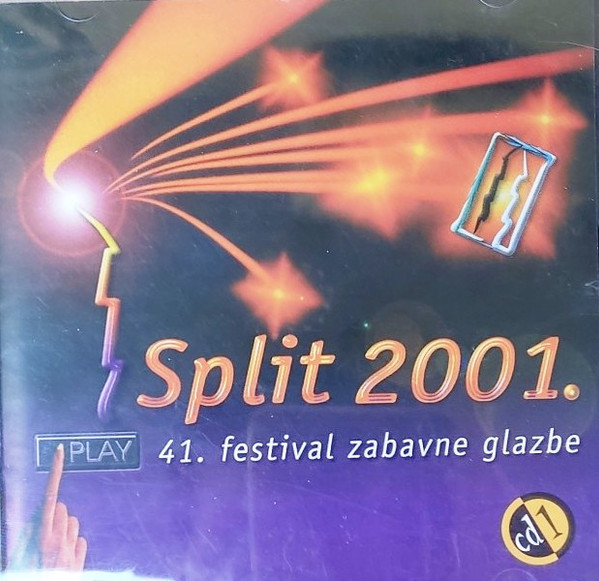 Split 2001.
PLAY
41. festival zabavne glazbe
cd1